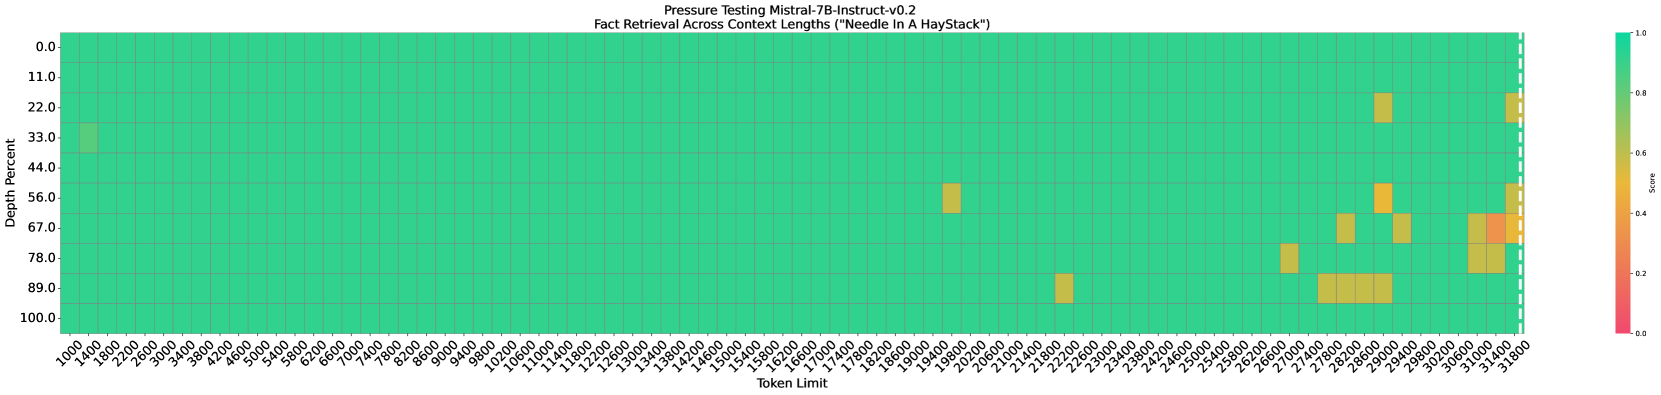 Pressure Testing Mistral-7B-Instruct-v0.2
Fact Retrieval Across Context Lengths ("Needle In A HayStack")
Depth Percent
0.0
11.0
22.0
33.0
44.0
56.0
67.0
78.0
89.0
100.0
1000 1400 1800 2200 2600 3000 3400 3800 4200 4600 5000 5400 5800 6200 6600 7000 7400 7800 8200 8600 9000 9400 9800 10200 10600 11000 11400 11800 12200 12600 13000 13400 13800 14200 14600 15000 15400 15800 16200 16600 17000 17400 17800 18200 18600 19000 19400 19800 20200 20600 21000 21400 21800 22200 22600 23000 23400 23800 24200 24600 25000 25400 25800 26200 26600 27000 27400 27800 28200 28600 29000 29400 29800 30200 30600 31000 31400 31800
Token Limit
1.0
0.8
0.6
0.4
0.2
0.0
Score